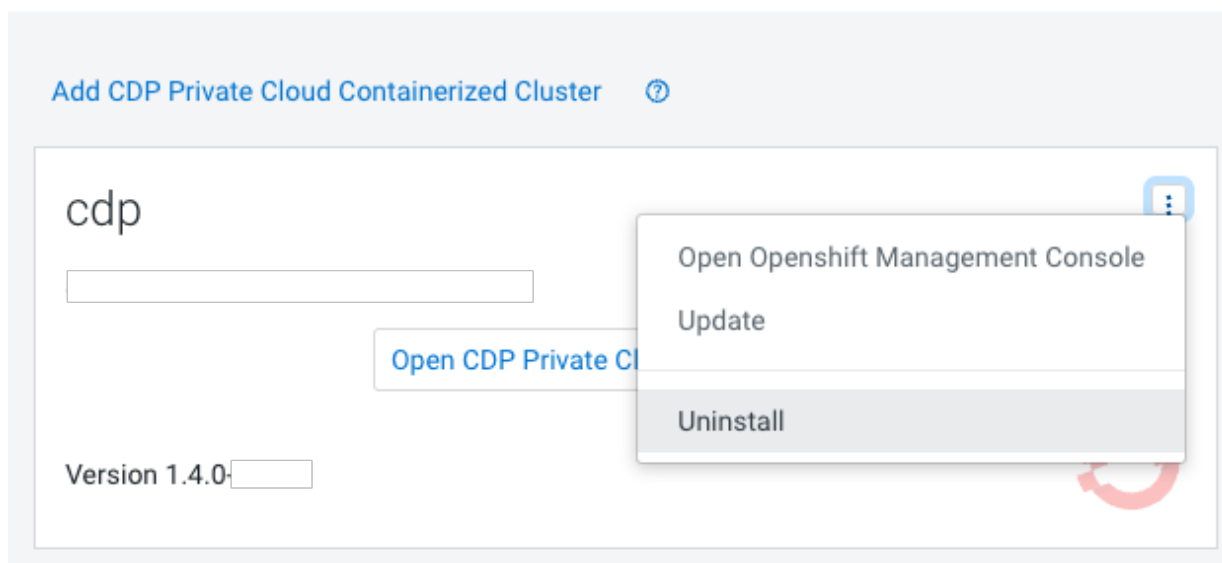 Add CDP Private Cloud Containerized Cluster
cdp
Open Openshift Management Console
Update
Open CDP Private Cl
Uninstall
Version 1.4.0-